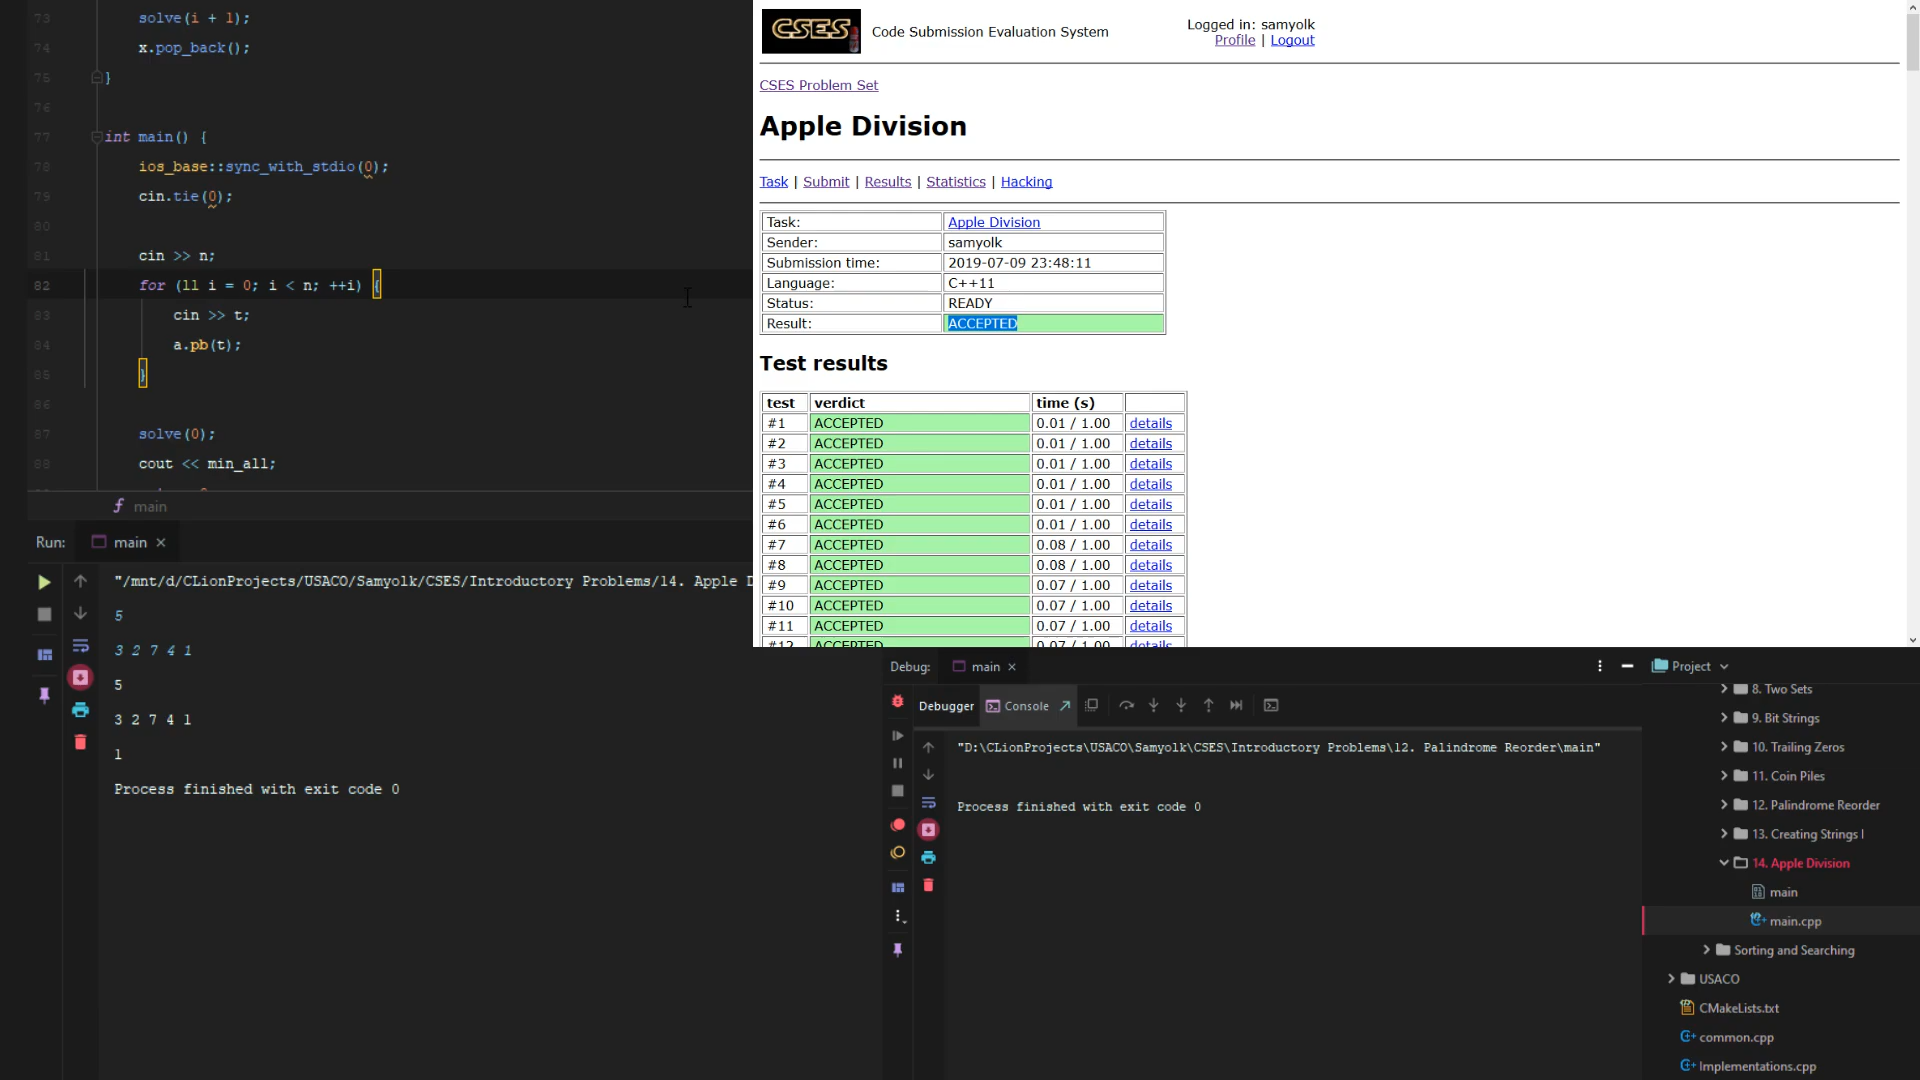 73 solve(i + 1);
74 x.pop_back();
75 }
76
77 int main() {
78 ios_base::sync_with_stdio(0);
79 cin.tie(0);
80
81 cin >> n;
82 for (ll i = 0; i < n; ++i) {
83 cin >> t;
84 a.pb(t);
85 }
86
87 solve(0);
88 cout << min_all;
f main
Run: main ×
"/mnt/d/CLionProjects/USACO/Samyolk/CSES/Introductory Problems/14. Apple D
5
3 2 7 4 1
5
3 2 7 4 1
1
Process finished with exit code 0
CSES Code Submission Evaluation System
Logged in: samyolk
Profile | Logout
CSES Problem Set
Apple Division
Task | Submit | Results | Statistics | Hacking
Task: Apple Division
Sender: samyolk
Submission time: 2019-07-09 23:48:11
Language: C++11
Status: READY
Result: ACCEPTED
Test results
test verdict time (s)
#1 ACCEPTED 0.01 / 1.00 details
#2 ACCEPTED 0.01 / 1.00 details
#3 ACCEPTED 0.01 / 1.00 details
#4 ACCEPTED 0.01 / 1.00 details
#5 ACCEPTED 0.01 / 1.00 details
#6 ACCEPTED 0.01 / 1.00 details
#7 ACCEPTED 0.08 / 1.00 details
#8 ACCEPTED 0.08 / 1.00 details
#9 ACCEPTED 0.07 / 1.00 details
#10 ACCEPTED 0.07 / 1.00 details
#11 ACCEPTED 0.07 / 1.00 details
#12 ACCEPTED 0.07 / 1.00 details
Debug: main ×
Debugger Console
"D:\CLionProjects\USACO\Samyolk\CSES\Introductory Problems\12. Palindrome Reorder\main"
Process finished with exit code 0
Project
8. Two Sets
9. Bit Strings
10. Trailing Zeros
11. Coin Piles
12. Palindrome Reorder
13. Creating Strings I
14. Apple Division
main
main.cpp
Sorting and Searching
USACO
CMakeLists.txt
common.cpp
Implementations.cpp